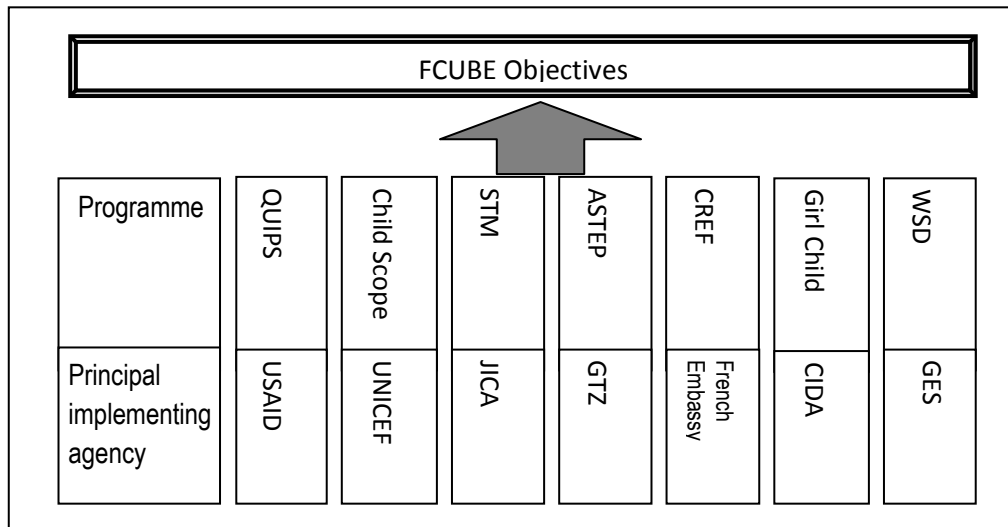 FCUBE Objectives
Programme
QUIPS
Child Scope
STM
ASTEP
CREF
Girl Child
WSD
Principal
implementing
agency
USAID
UNICEF
JICA
GTZ
French
Embassy
CIDA
GES